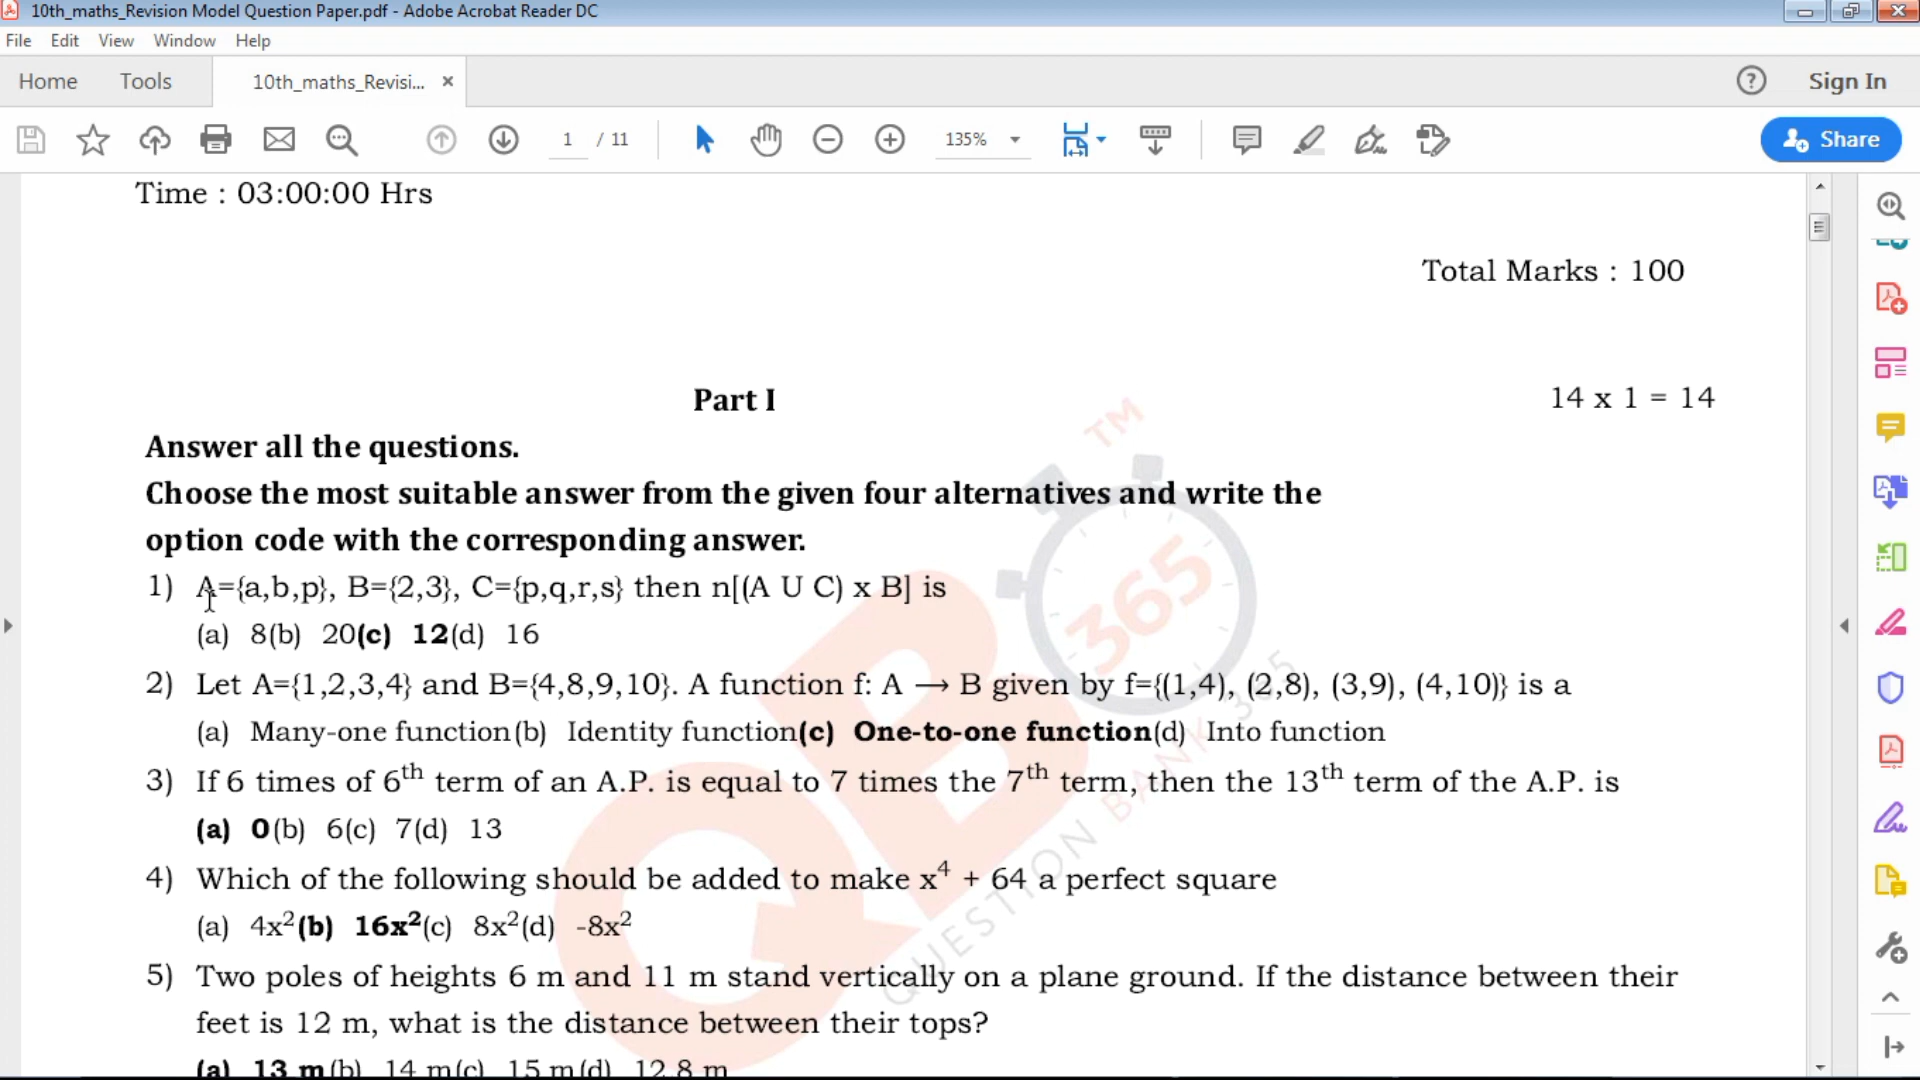 10th_maths_Revision Model Question Paper.pdf - Adobe Acrobat Reader DC
File Edit View Window Help
Home Tools 10th_maths_Revisi... × Sign In
1 / 11 135% Share
Time : 03:00:00 Hrs
Total Marks : 100
Part I 14 x 1 = 14
Answer all the questions.
Choose the most suitable answer from the given four alternatives and write the
option code with the corresponding answer.
1) A={a,b,p}, B={2,3}, C={p,q,r,s} then n[(A U C) x B] is
(a) 8(b) 20(c) 12(d) 16
2) Let A={1,2,3,4} and B={4,8,9,10}. A function f: A → B given by f={(1,4), (2,8), (3,9), (4,10)} is a
(a) Many-one function(b) Identity function(c) One-to-one function(d) Into function
3) If 6 times of 6th term of an A.P. is equal to 7 times the 7th term, then the 13th term of the A.P. is
(a) 0(b) 6(c) 7(d) 13
4) Which of the following should be added to make x⁴ + 64 a perfect square
(a) 4x²(b) 16x²(c) 8x²(d) -8x²
5) Two poles of heights 6 m and 11 m stand vertically on a plane ground. If the distance between their
feet is 12 m, what is the distance between their tops?
(a) 13 m(b) 14 m(c) 15 m(d) 12.8 m
QB
365
TM
QUESTION BANK 365